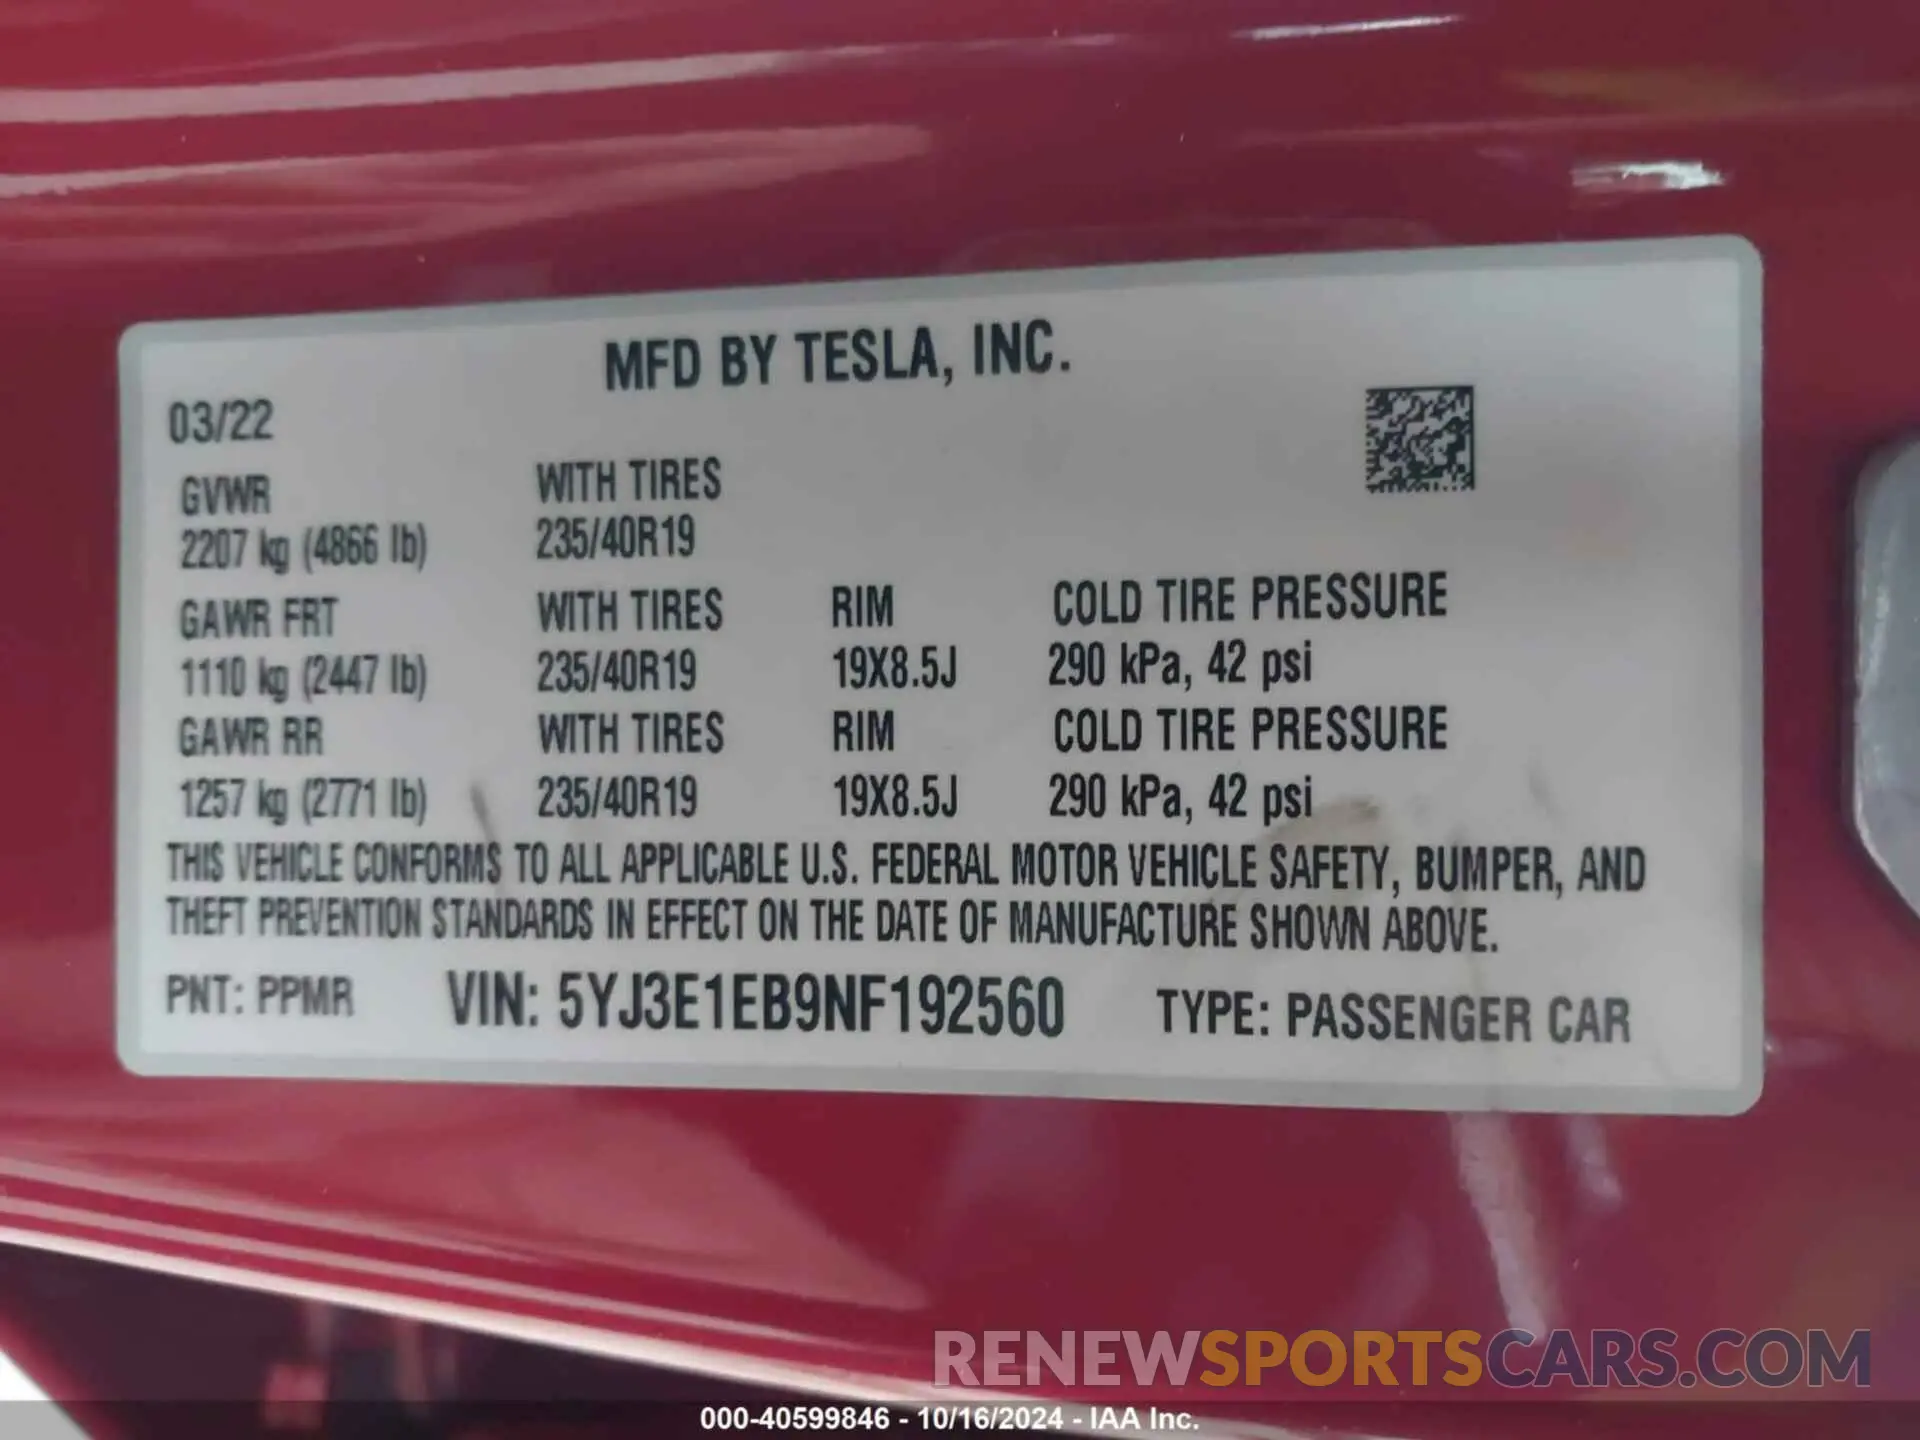 MFD BY TESLA, INC.
03/22
GVWR WITH TIRES
2207 kg (4866 lb) 235/40R19
GAWR FRT WITH TIRES RIM COLD TIRE PRESSURE
1110 kg (2447 lb) 235/40R19 19X8.5J 290 kPa, 42 psi
GAWR RR WITH TIRES RIM COLD TIRE PRESSURE
1257 kg (2771 lb) 235/40R19 19X8.5J 290 kPa, 42 psi
THIS VEHICLE CONFORMS TO ALL APPLICABLE U.S. FEDERAL MOTOR VEHICLE SAFETY, BUMPER, AND
THEFT PREVENTION STANDARDS IN EFFECT ON THE DATE OF MANUFACTURE SHOWN ABOVE.
PNT: PPMR VIN: 5YJ3E1EB9NF192560 TYPE: PASSENGER CAR
RENEWSPORTSCARS.COM
000-40599846 - 10/16/2024 - IAA Inc.